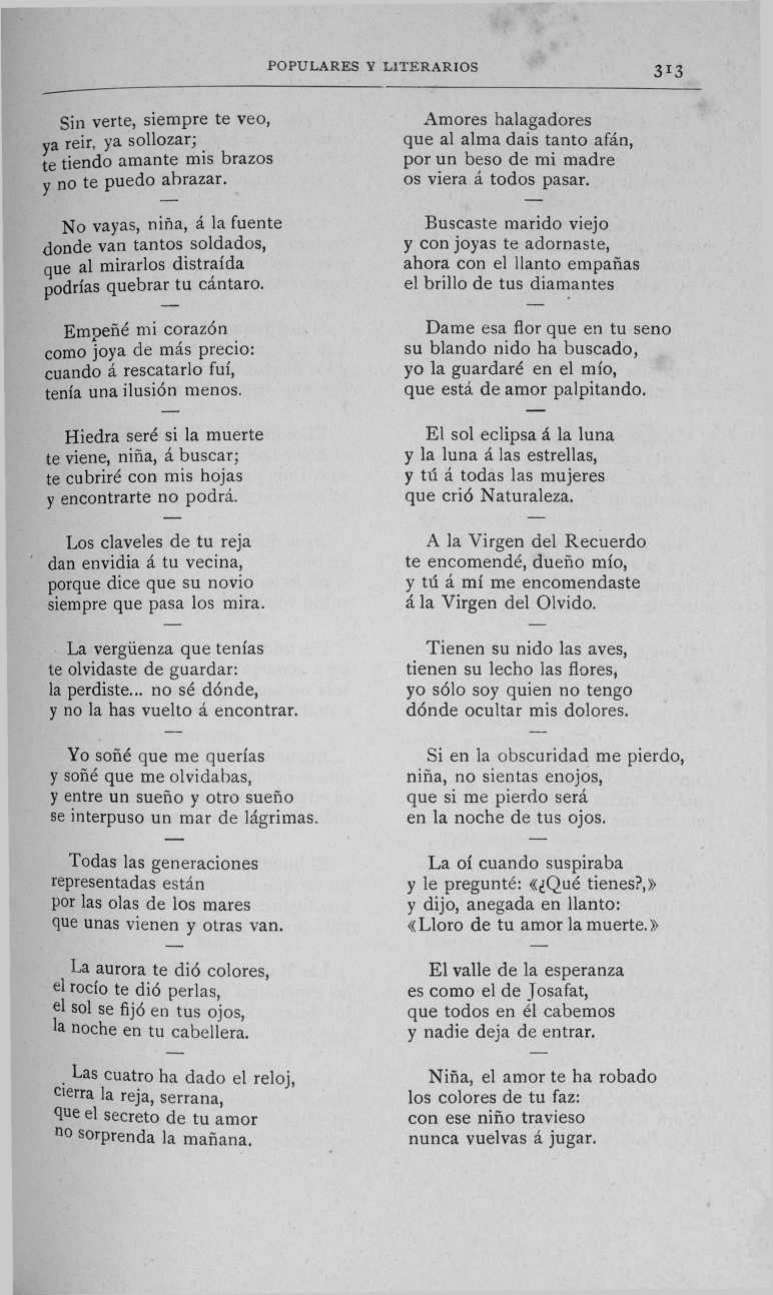 POPULARES Y LITERARIOS 313
Sin verte, siempre te veo,
ya reir, ya sollozar;
te tiendo amante mis brazos
y no te puedo abrazar.
No vayas, niña, á la fuente
donde van tantos soldados,
que al mirarlos distraída
podrías quebrar tu cántaro.
Empeñé mi corazón
como joya de más precio:
cuando á rescatarlo fuí,
tenía una ilusión menos.
Hiedra seré si la muerte
te viene, niña, á buscar;
te cubriré con mis hojas
y encontrarte no podrá.
Los claveles de tu reja
dan envidia á tu vecina,
porque dice que su novio
siempre que pasa los mira.
La vergüenza que tenías
te olvidaste de guardar:
la perdiste... no sé dónde,
y no la has vuelto á encontrar.
Yo soñé que me querías
y soñé que me olvidabas,
y entre un sueño y otro sueño
se interpuso un mar de lágrimas.
Todas las generaciones
representadas están
por las olas de los mares
que unas vienen y otras van.
La aurora te dió colores,
el rocío te dió perlas,
el sol se fijó en tus ojos,
la noche en tu cabellera.
Las cuatro ha dado el reloj,
cierra la reja, serrana,
que el secreto de tu amor
no sorprenda la mañana.
Amores halagadores
que al alma dais tanto afán,
por un beso de mi madre
os viera á todos pasar.
Buscaste marido viejo
y con joyas te adornaste,
ahora con el llanto empañas
el brillo de tus diamantes
Dame esa flor que en tu seno
su blando nido ha buscado,
yo la guardaré en el mío,
que está de amor palpitando.
El sol eclipsa á la luna
y la luna á las estrellas,
y tú á todas las mujeres
que crió Naturaleza.
A la Virgen del Recuerdo
te encomendé, dueño mío,
y tú á mí me encomendaste
á la Virgen del Olvido.
Tienen su nido las aves,
tienen su lecho las flores,
yo sólo soy quien no tengo
dónde ocultar mis dolores.
Si en la obscuridad me pierdo,
niña, no sientas enojos,
que si me pierdo será
en la noche de tus ojos.
La oí cuando suspiraba
y le pregunté: «¿Qué tienes?,»
y dijo, anegada en llanto:
«Lloro de tu amor la muerte.»
El valle de la esperanza
es como el de Josafat,
que todos en él cabemos
y nadie deja de entrar.
Niña, el amor te ha robado
los colores de tu faz:
con ese niño travieso
nunca vuelvas á jugar.